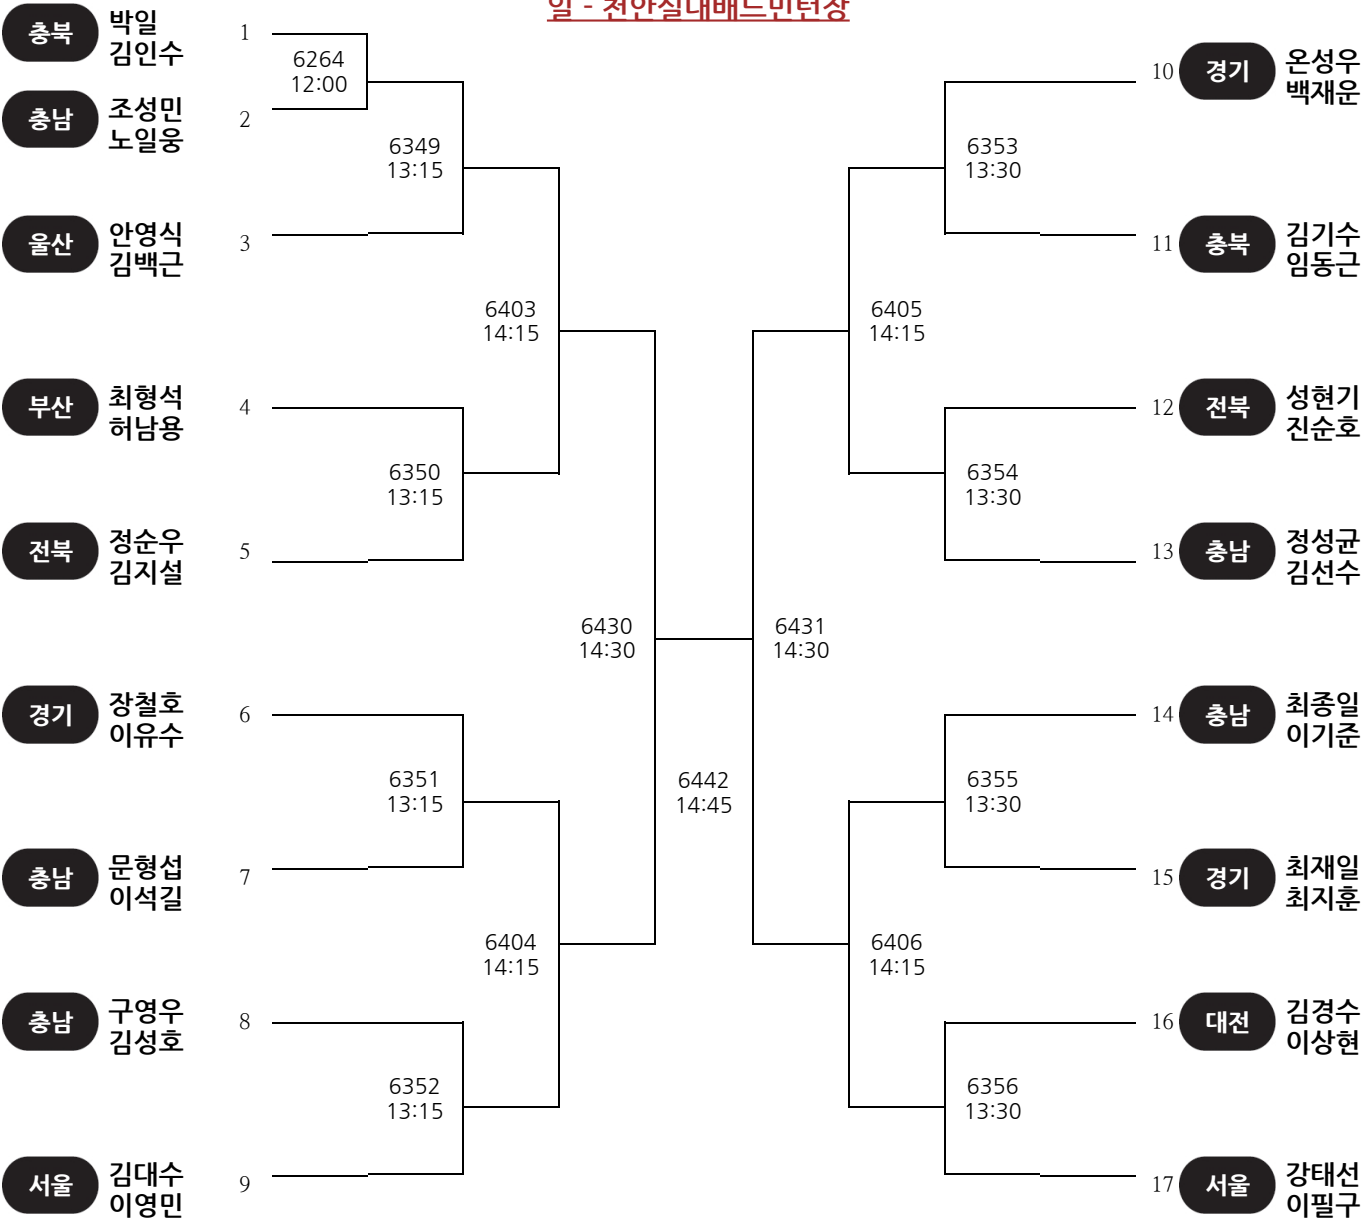 일 - 천안실내배드민턴장
충북
박일
김인수
1
6264
12:00
충남
조성민
노일웅
2
6349
13:15
울산
안영식
김백근
3
6403
14:15
부산
최형석
허남용
4
6350
13:15
전북
정순우
김지설
5
6430
14:30
경기
장철호
이유수
6
6351
13:15
충남
문형섭
이석길
7
6404
14:15
충남
구영우
김성호
8
6352
13:15
서울
김대수
이영민
9
6442
14:45
10
경기
온성우
백재운
6353
13:30
11
충북
김기수
임동근
6405
14:15
12
전북
성현기
진순호
6354
13:30
13
충남
정성균
김선수
6431
14:30
14
충남
최종일
이기준
6355
13:30
15
경기
최재일
최지훈
6406
14:15
16
대전
김경수
이상현
6356
13:30
17
서울
강태선
이필구